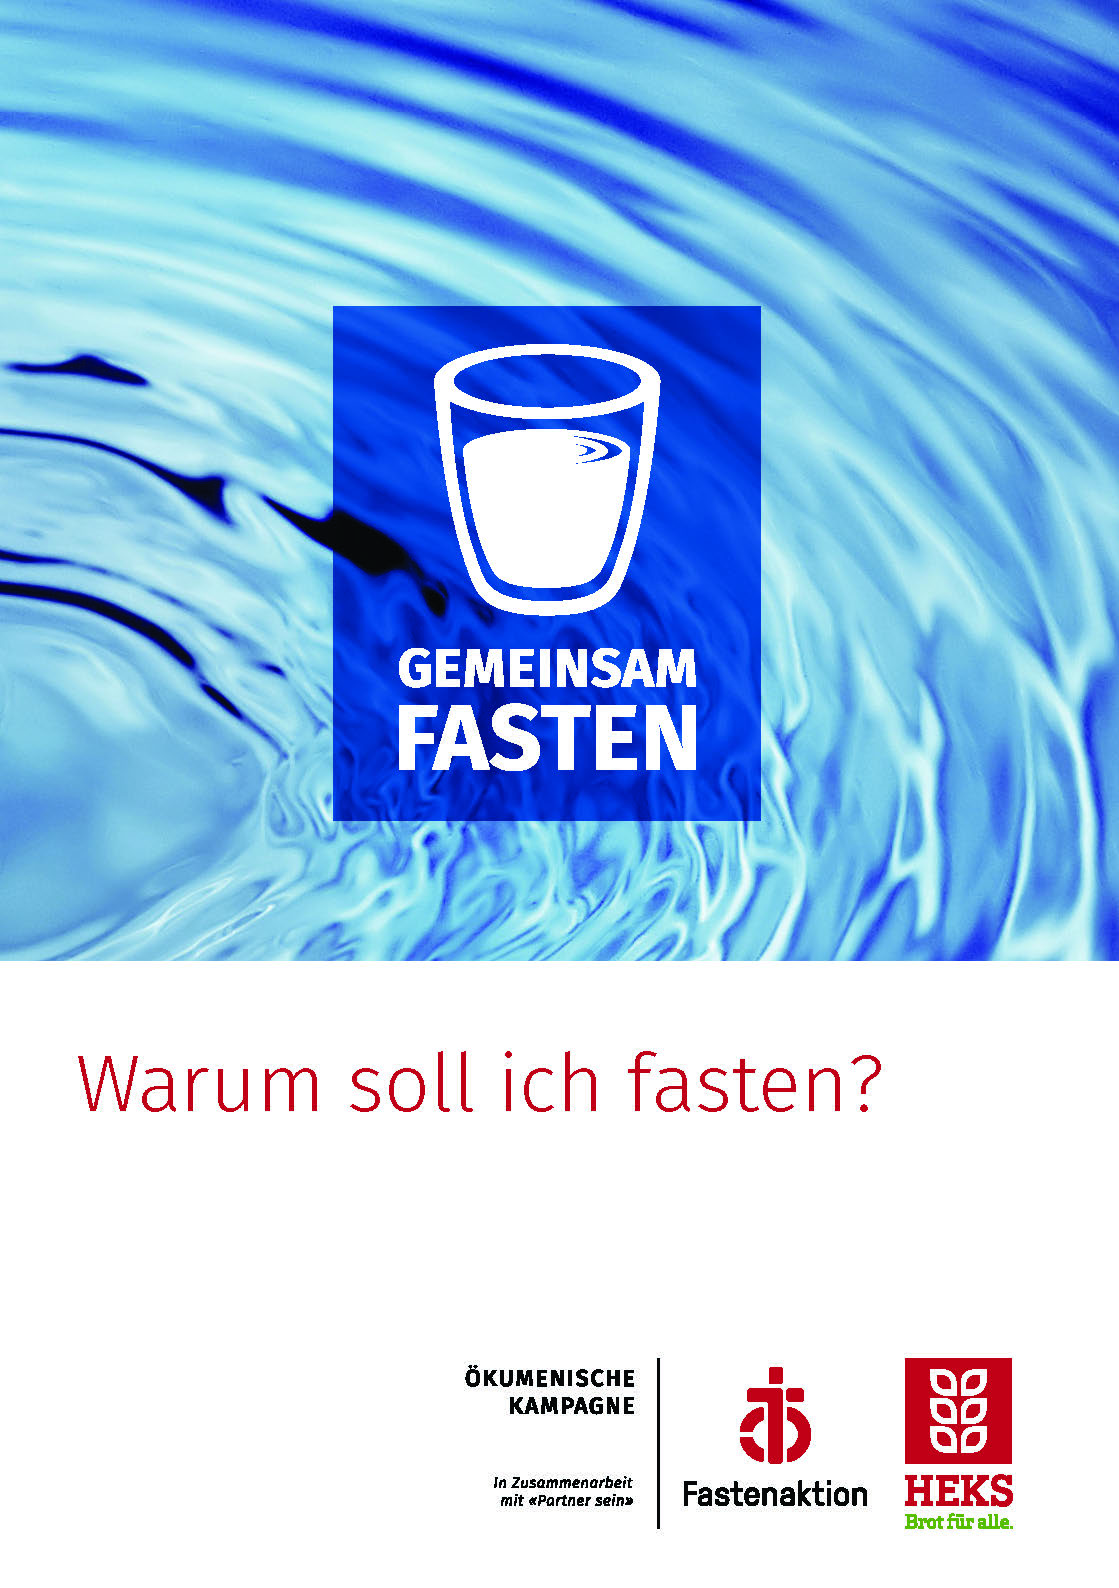 GEMEINSAM
FASTEN
Warum soll ich fasten?
ÖKUMENISCHE
KAMPAGNE
In Zusammenarbeit
mit «Partner sein»
Fastenaktion
HEKS
Brot für alle.